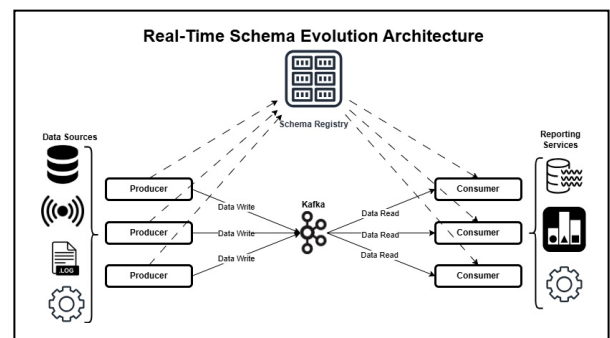 Real-Time Schema Evolution Architecture
Schema Registry
Data Sources
Reporting
Services
Producer
Kafka
Consumer
Data Write
Data Read
Producer
Data Write
Data Read
Consumer
.LOG
Data Write
Data Read
Producer
Consumer